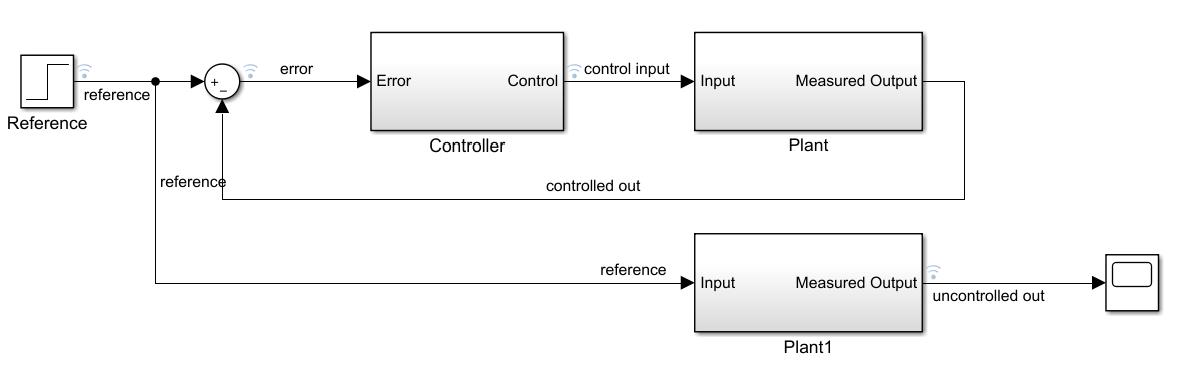 error
Error
Control
control input
Input
Measured Output
reference
Reference
Controller
Plant
reference
controlled out
reference
Input
Measured Output
uncontrolled out
Plant1
+
−